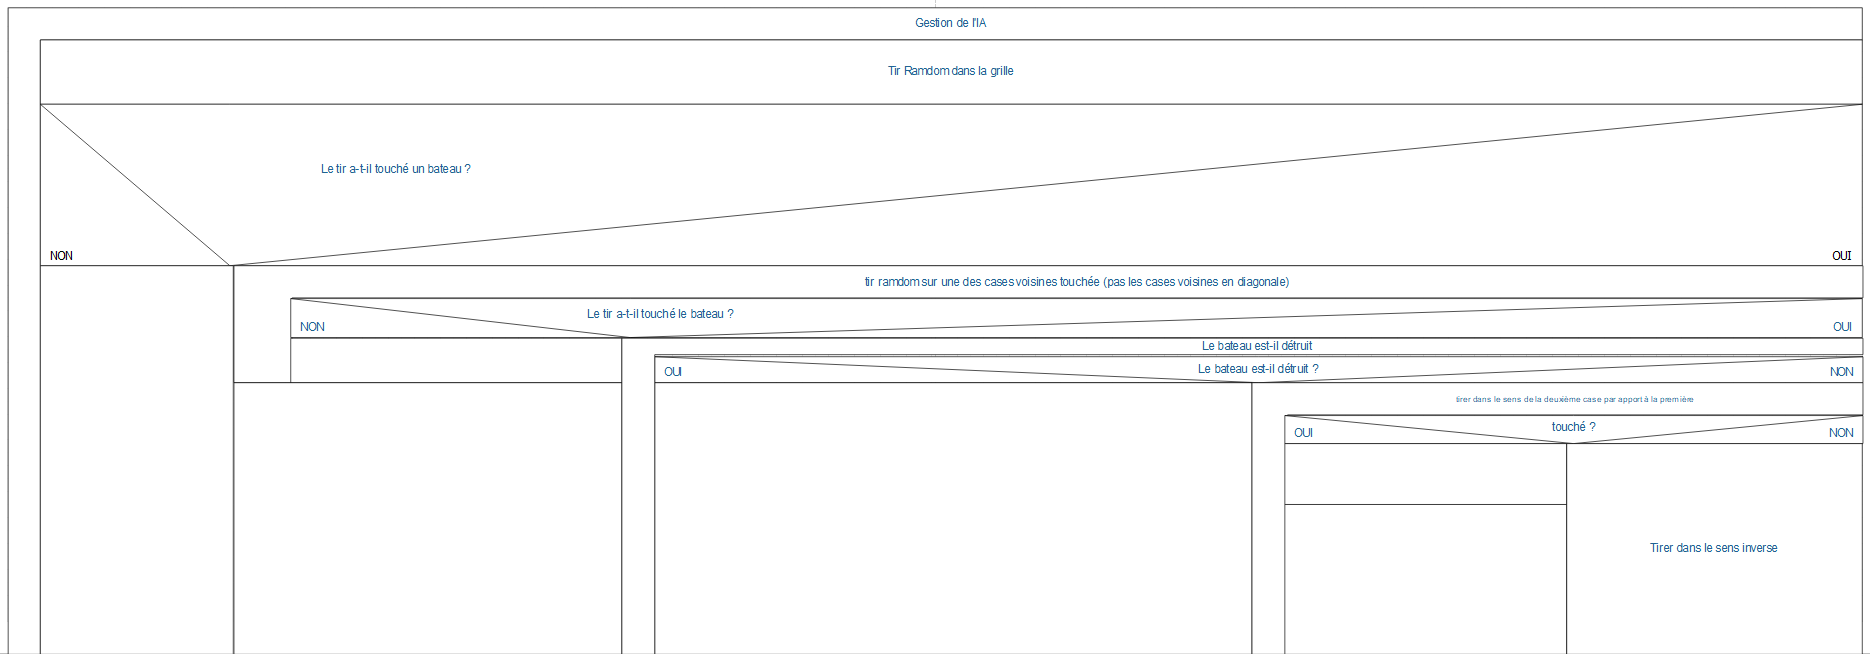 Gestion de l'IA
Tir Ramdom dans la grille
Le tir a-t-il touché un bateau ?
NON
OUI
tir ramdom sur une des cases voisines touchée (pas les cases voisines en diagonale)
Le tir a-t-il touché le bateau ?
NON
OUI
Le bateau est-il détruit
Le bateau est-il détruit ?
OUI
NON
tirer dans le sens de la deuxième case par apport à la première
touché ?
OUI
NON
Tirer dans le sens inverse